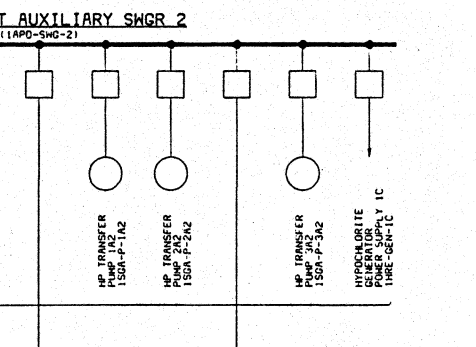 T AUXILIARY SWGR 2
(1APD-SWG-2)
HP TRANSFER
PUMP 1A2
1SGA-P-1A2
HP TRANSFER
PUMP 2A2
1SGA-P-2A2
HP TRANSFER
PUMP 3A2
1SGA-P-3A2
HYPOCHLORITE
GENERATOR
POWER SUPPLY 1C
1HRE-GEN-1C